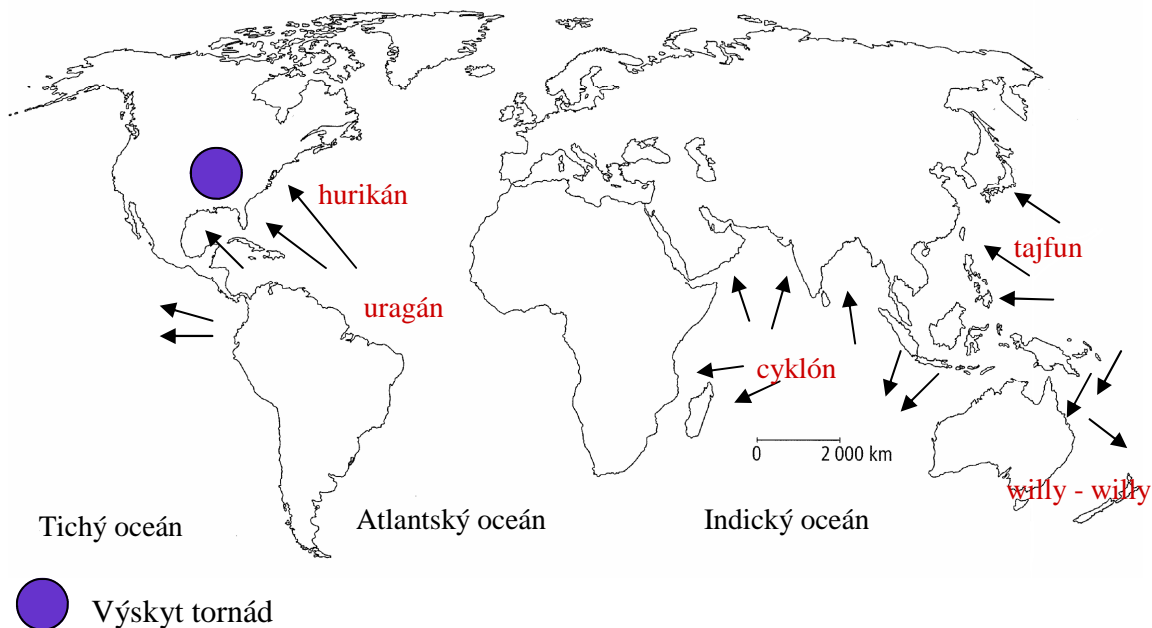 hurikán
tajfun
uragán
cyklón
0 2 000 km
willy - willy
Tichý oceán
Atlantský oceán
Indický oceán
Výskyt tornád